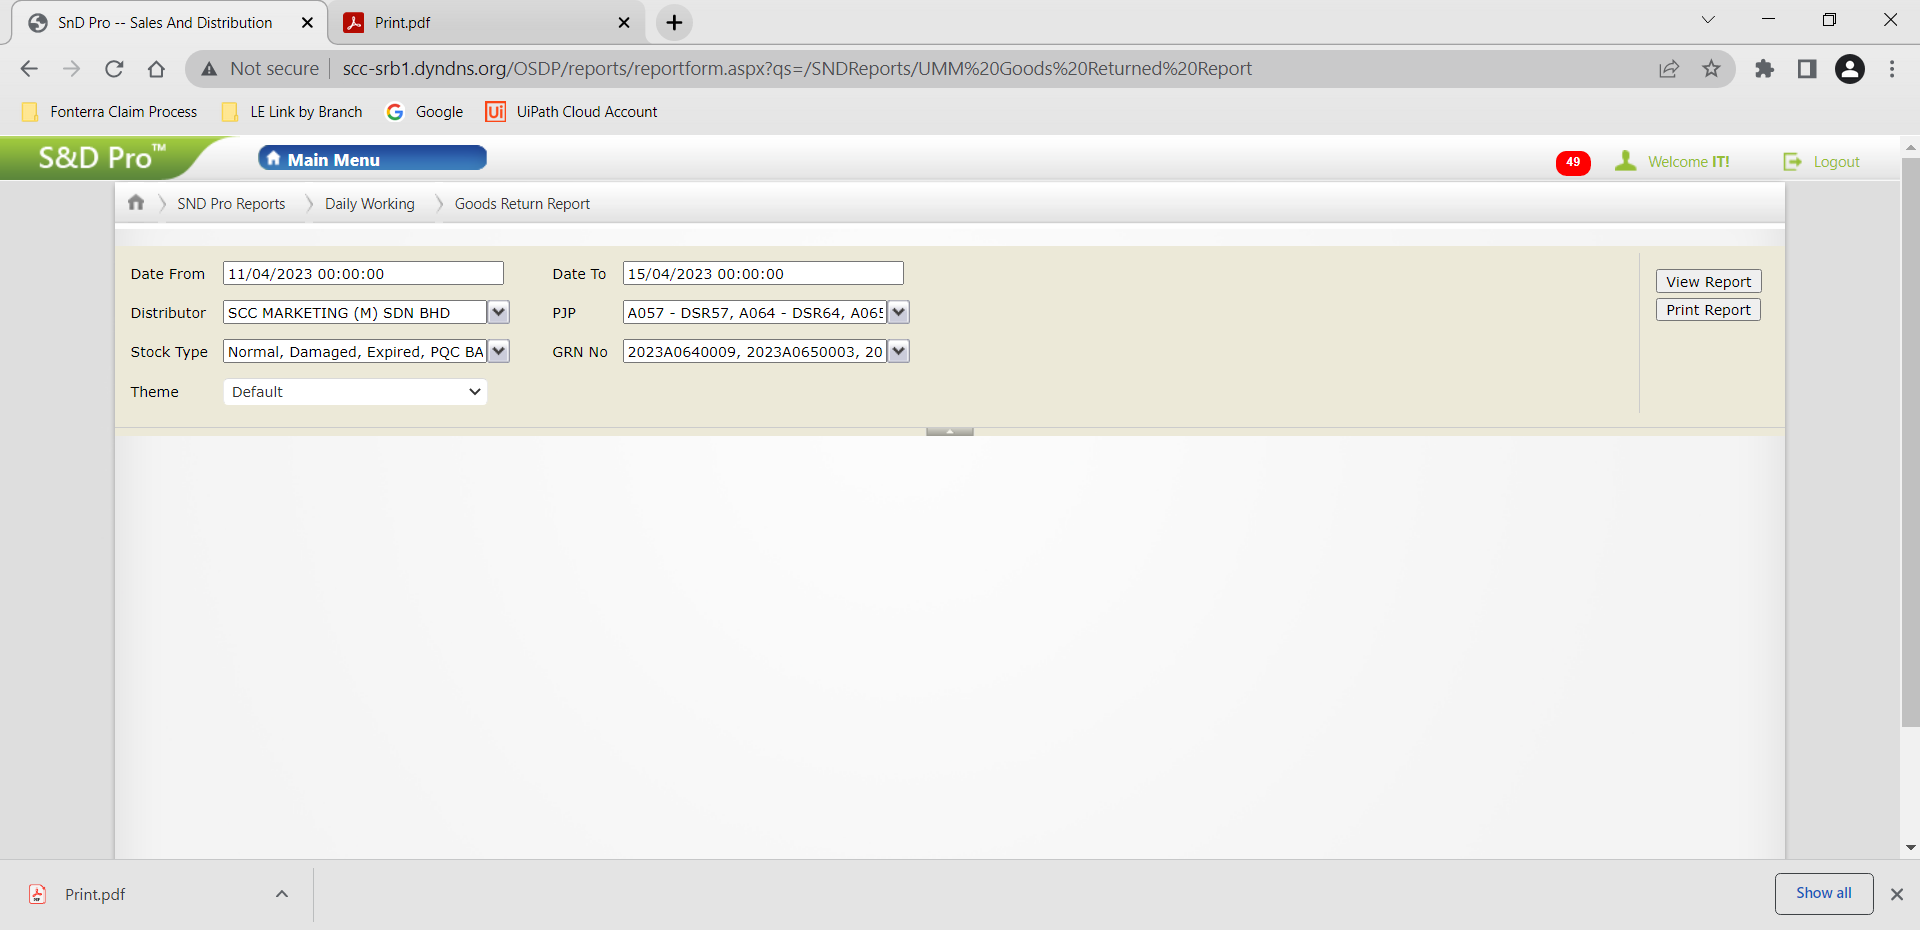 SnD Pro -- Sales And Distribution
Print.pdf
Not secure
scc-srb1.dyndns.org/OSDP/reports/reportform.aspx?qs=/SNDReports/UMM%20Goods%20Returned%20Report
Fonterra Claim Process
LE Link by Branch
Google
Ui
UiPath Cloud Account
S&D Pro™
Main Menu
49
Welcome IT!
Logout
SND Pro Reports
Daily Working
Goods Return Report
Date From
11/04/2023 00:00:00
Date To
15/04/2023 00:00:00
View Report
Distributor
SCC MARKETING (M) SDN BHD
PJP
A057 - DSR57, A064 - DSR64, A065
Print Report
Stock Type
Normal, Damaged, Expired, PQC BA
GRN No
2023A0640009, 2023A0650003, 20
Theme
Default
Print.pdf
Show all